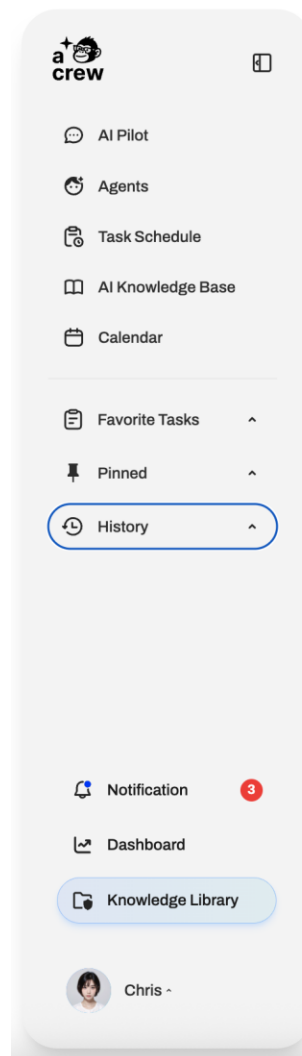 a
crew
AI Pilot
Agents
Task Schedule
AI Knowledge Base
Calendar
Favorite Tasks
Pinned
History
Notification
3
Dashboard
Knowledge Library
Chris